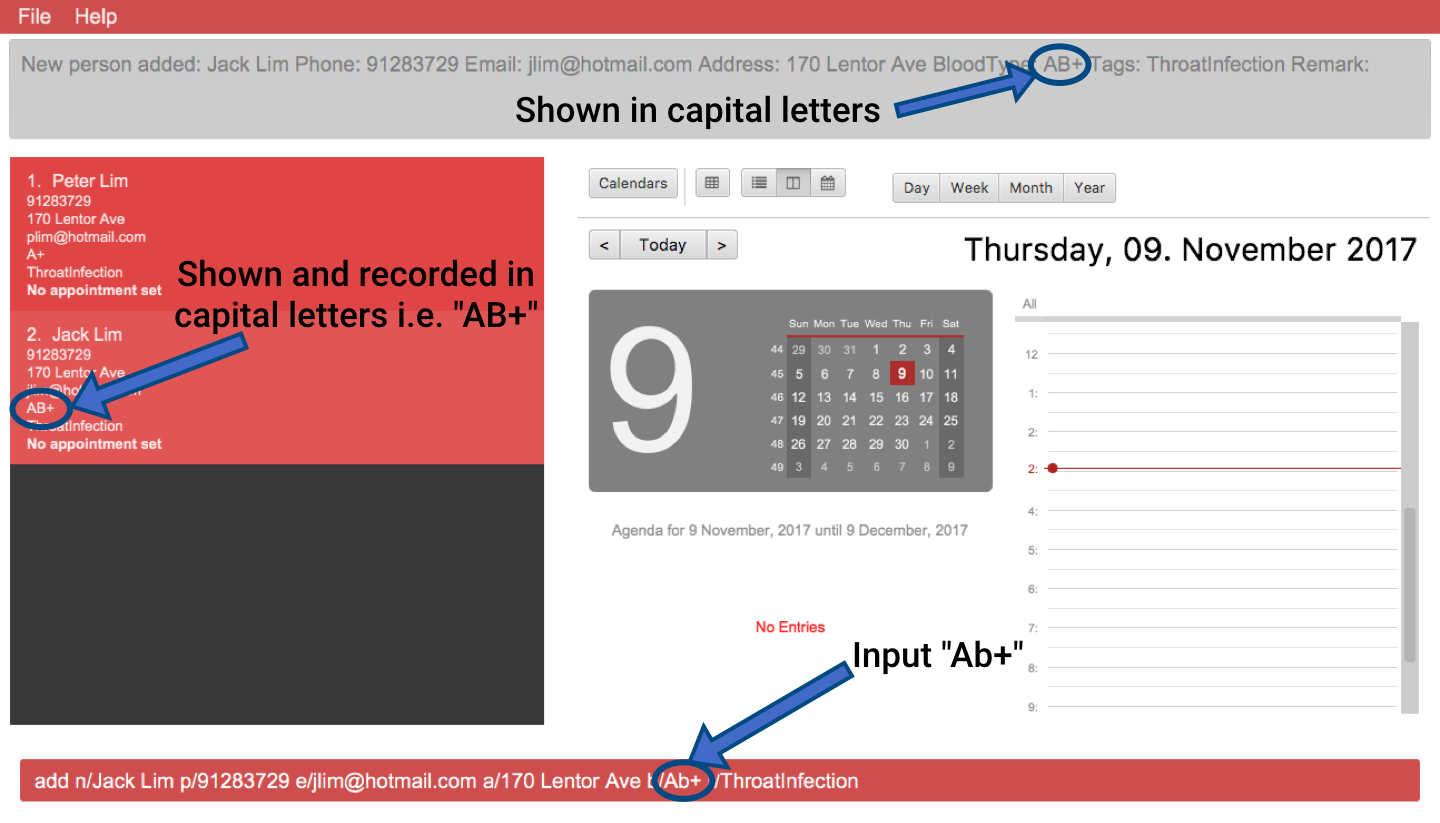 File Help
New person added: Jack Lim Phone: 91283729 Email: jlim@hotmail.com Address: 170 Lentor Ave BloodType AB+ Tags: ThroatInfection Remark:
Shown in capital letters
1. Peter Lim
91283729
170 Lentor Ave
plim@hotmail.com
A+
ThroatInfection
No appointment set
Shown and recorded in
capital letters i.e. "AB+"
2. Jack Lim
91283729
170 Lentor Ave
AB+
ThroatInfection
No appointment set
Calendars
Day Week Month Year
< Today >
Thursday, 09. November 2017
9
Sun Mon Tue Wed Thu Fri Sat
44 29 30 31 1 2 3 4
45 5 6 7 8 9 10 11
46 12 13 14 15 16 17 18
47 19 20 21 22 23 24 25
48 26 27 28 29 30 1 2
49 3 4 5 6 7 8 9
Agenda for 9 November, 2017 until 9 December, 2017
No Entries
All
12
1:
2:
2:
4:
5:
6:
7:
8:
9:
Input "Ab+"
add n/Jack Lim p/91283729 e/jlim@hotmail.com a/170 Lentor Ave b/Ab+ /ThroatInfection